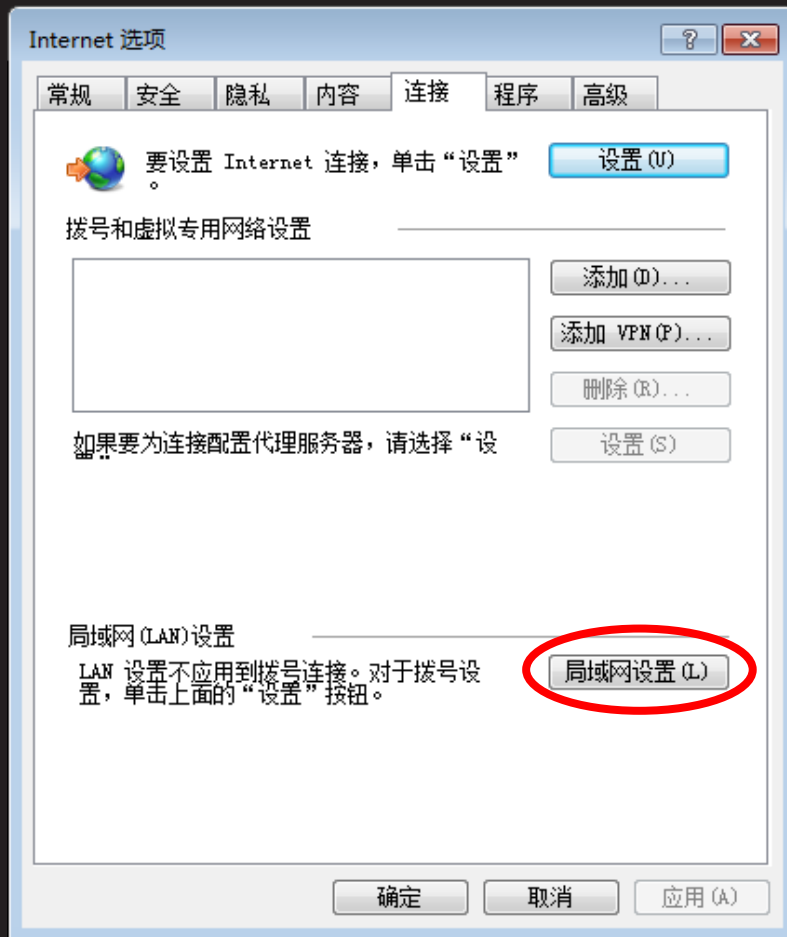 Internet 选项
常规 安全 隐私 内容 连接 程序 高级
要设置 Internet 连接，单击“设置” 设置(U)
。
拨号和虚拟专用网络设置
添加(D)...
添加 VPN(P)...
删除(R)...
如果要为连接配置代理服务器，请选择“设 设置(S)
局域网(LAN)设置
LAN 设置不应用到拨号连接。对于拨号设 局域网设置(L)
置，单击上面的“设置”按钮。
确定 取消 应用(A)